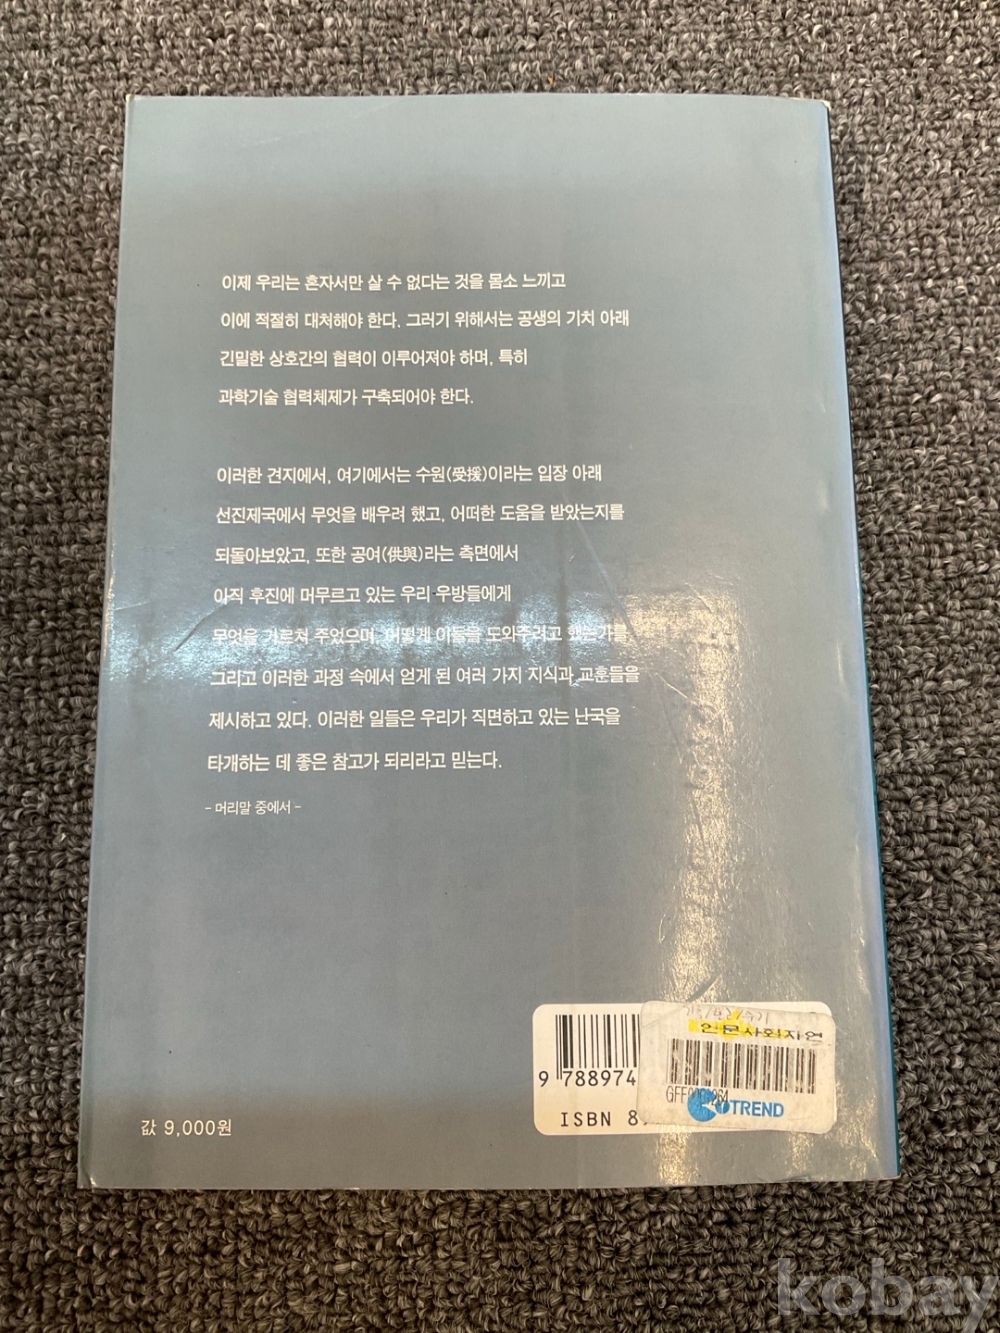 이제 우리는 혼자서만 살 수 없다는 것을 몸소 느끼고
이에 적절히 대처해야 한다. 그러기 위해서는 공생의 기치 아래
긴밀한 상호간의 협력이 이루어져야 하며, 특히
과학기술 협력체제가 구축되어야 한다.
이러한 견지에서, 여기에서는 수원(受援)이라는 입장 아래
선진제국에서 무엇을 배우려 했고, 어떠한 도움을 받았는지를
되돌아보았고, 또한 공여(供與)라는 측면에서
아직 후진에 머무르고 있는 우리 우방들에게
무엇을 가르쳐 주었으며, 어떻게 이들을 도와주려고 했는가를
그리고 이러한 과정 속에서 얻게 된 여러 가지 지식과 교훈들을
제시하고 있다. 이러한 일들은 우리가 직면하고 있는 난국을
타개하는 데 좋은 참고가 되리라고 믿는다.
- 머리말 중에서 -
인문사회자연
9 788974
TREND
ISBN 8
값 9,000원
kobay